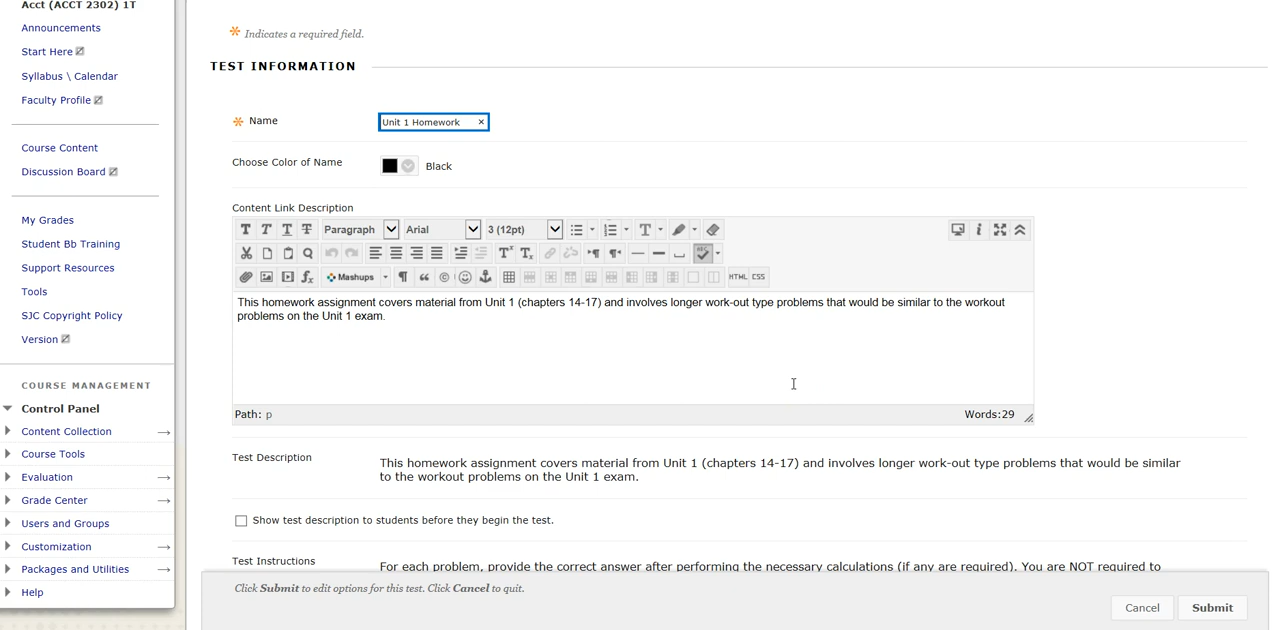 Acct (ACCT 2302) 1T
Announcements
Start Here
Syllabus \ Calendar
Faculty Profile
Course Content
Discussion Board
My Grades
Student Bb Training
Support Resources
Tools
SJC Copyright Policy
Version
COURSE MANAGEMENT
Control Panel
Content Collection
Course Tools
Evaluation
Grade Center
Users and Groups
Customization
Packages and Utilities
Help
Indicates a required field.
TEST INFORMATION
Name
Unit 1 Homework
Choose Color of Name
Black
Content Link Description
T T T T Paragraph Arial 3 (12pt) T
Mashups HTML CSS
This homework assignment covers material from Unit 1 (chapters 14-17) and involves longer work-out type problems that would be similar to the workout
problems on the Unit 1 exam.
Path: p Words:29
Test Description
This homework assignment covers material from Unit 1 (chapters 14-17) and involves longer work-out type problems that would be similar
to the workout problems on the Unit 1 exam.
Show test description to students before they begin the test.
Test Instructions
For each problem, provide the correct answer after performing the necessary calculations (if any are required). You are NOT required to
Click Submit to edit options for this test. Click Cancel to quit.
Cancel Submit